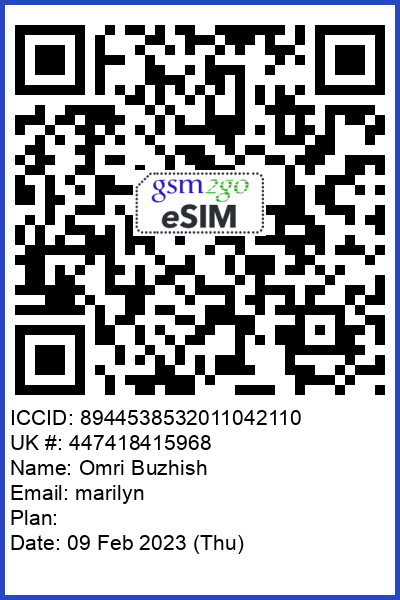 gsm2go
eSIM
ICCID: 8944538532011042110
UK #: 447418415968
Name: Omri Buzhish
Email: marilyn
Plan:
Date: 09 Feb 2023 (Thu)